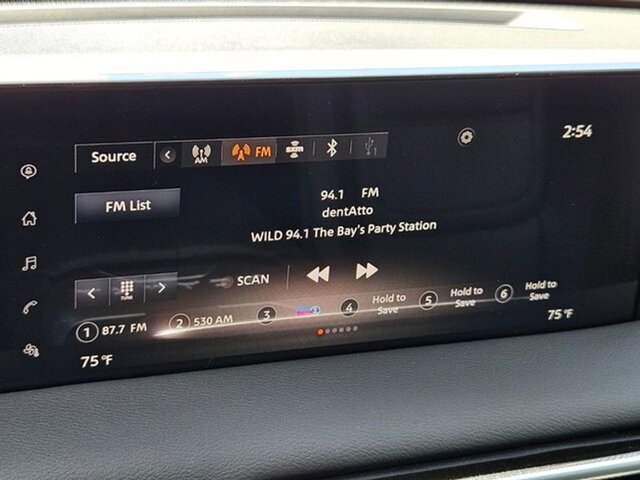 2:54
Source AM FM sxm
94.1 FM
FM List
dentAtto
WILD 94.1 The Bay's Party Station
TUNE SCAN
1 87.7 FM 2 530 AM 3 4 Hold to Save 5 Hold to Save 6 Hold to Save
75°F 75°F